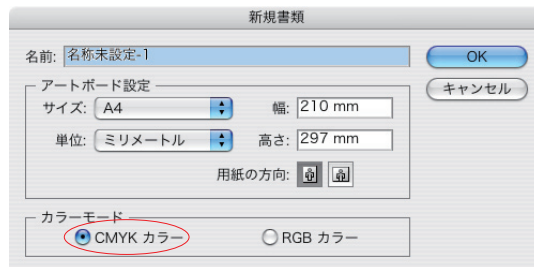 新規書類
名前: 名称未設定-1
OK
キャンセル
アートボード設定
サイズ: A4
幅: 210 mm
単位: ミリメートル
高さ: 297 mm
用紙の方向:
カラーモード
CMYK カラー
RGB カラー